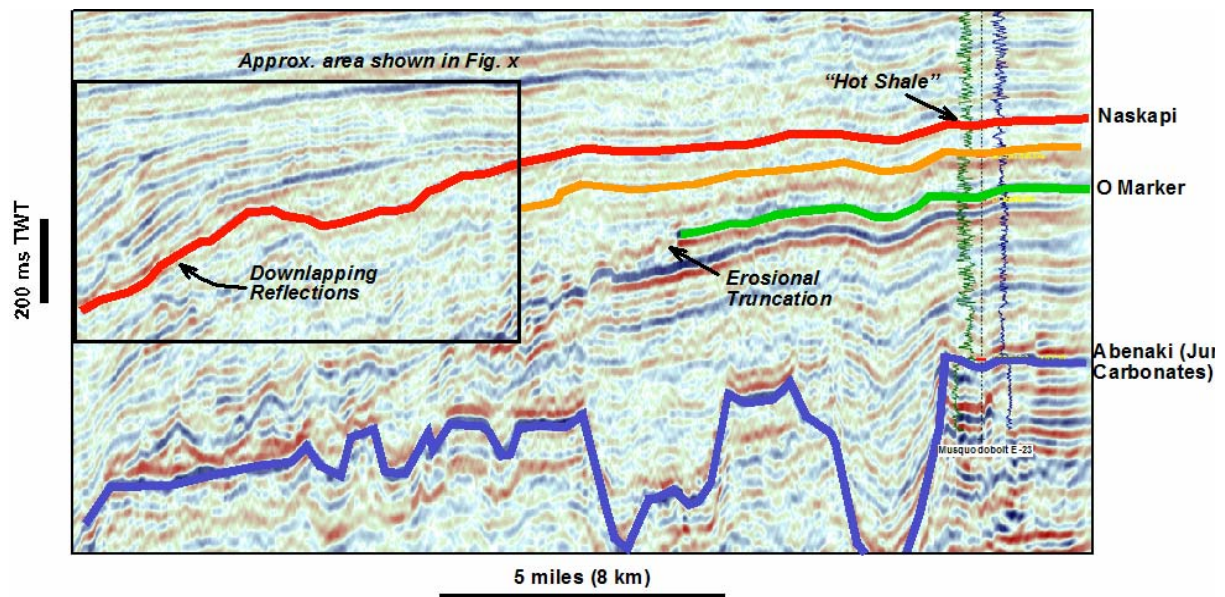 Approx. area shown in Fig. x
“Hot Shale”
Naskapi
O Marker
200 ms TWT
Downlapping
Reflections
Erosional
Truncation
Abenaki (Jur
Carbonates)
Musquodoboit E-23
5 miles (8 km)